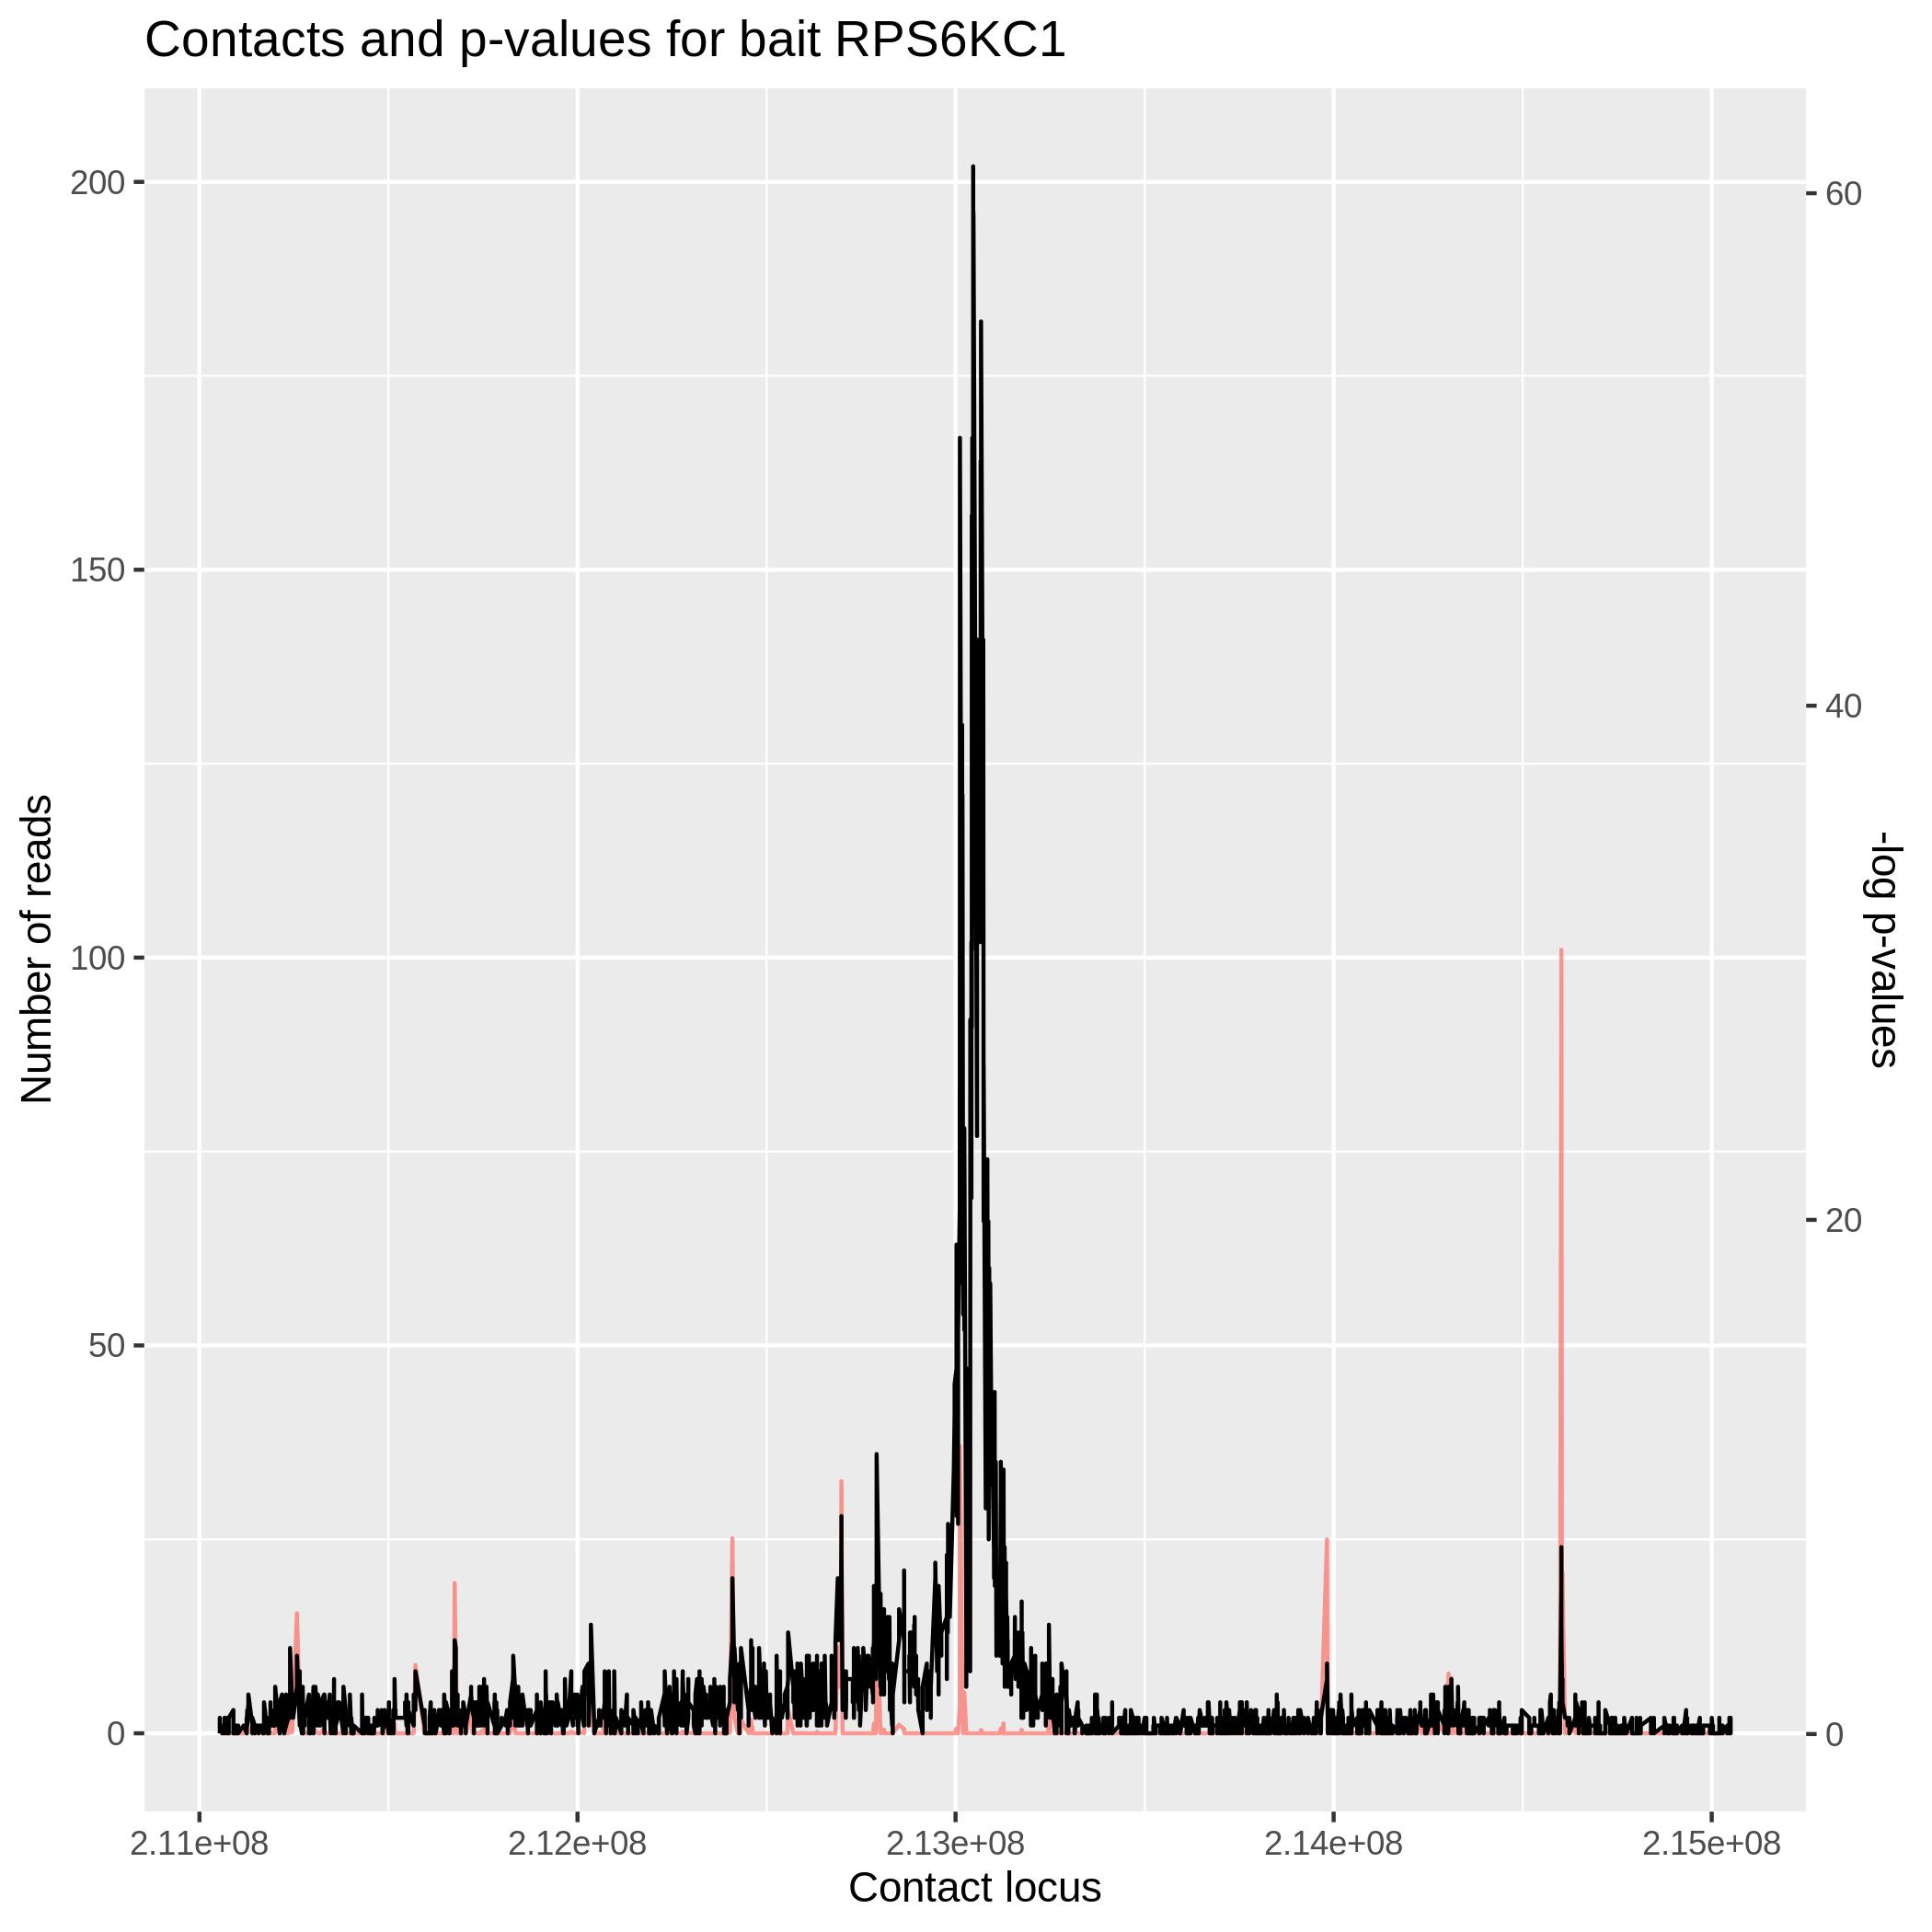 Contacts and p-values for bait RPS6KC1
200
150
100
50
0
Number of reads
60
40
20
0
-log p-values
2.11e+08
2.12e+08
2.13e+08
2.14e+08
2.15e+08
Contact locus